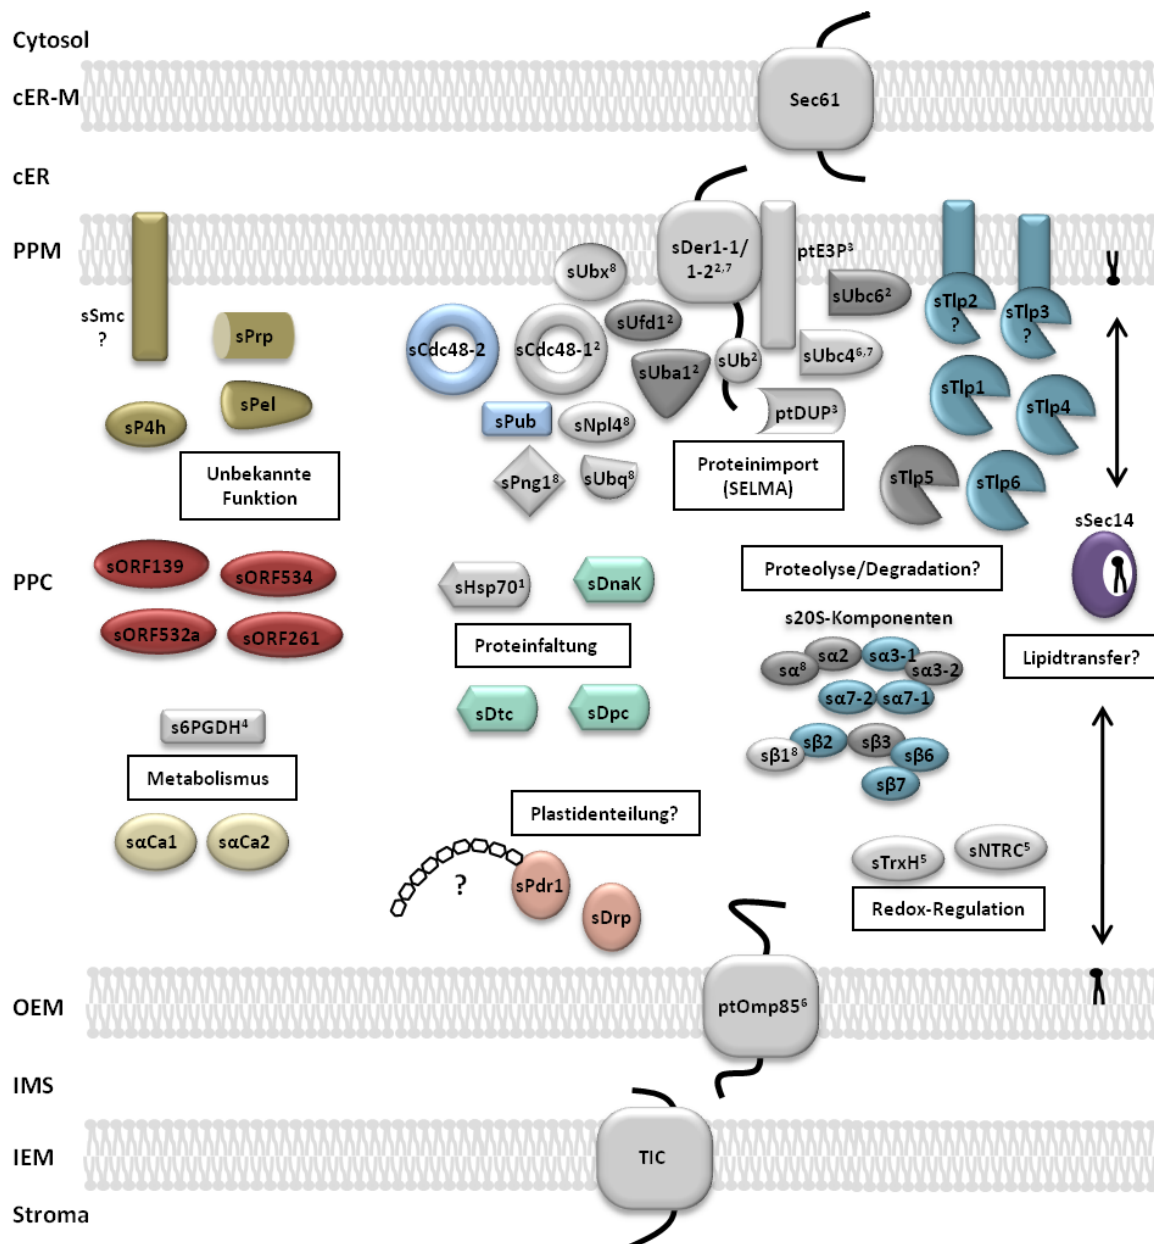 Cytosol
cER-M
Sec61
cER
PPM
sDer1-1/
1-2²,⁷
ptE3P³
sUbx⁸
sUbc6²
sTlp2
?
sTlp3
?
sSmc
?
sPrp
sCdc48-2
sCdc48-1²
sUfd1²
sUba1²
sUb²
sUbc4⁶,⁷
sTlp1
sTlp4
sPel
sP4h
sPub
sNpl4⁸
ptDUP³
sPng1⁸
sUbq⁸
Unbekannte
Funktion
Proteinimport
(SELMA)
sTlp5
sTlp6
sSec14
PPC
sORF139
sORF534
sORF532a
sORF261
sHsp70¹
sDnaK
Proteinfaltung
sDtc
sDpc
Proteolyse/Degradation?
s20S-Komponenten
sα⁸
sα2
sα3-1
sα3-2
sα7-2
sα7-1
sβ1⁸
sβ2
sβ3
sβ6
sβ7
Lipidtransfer?
s6PGDH⁴
Metabolismus
sαCa1
sαCa2
Plastidenteilung?
?
sPdr1
sDrp
sTrxH⁵
sNTRC⁵
Redox-Regulation
OEM
ptOmp85⁶
IMS
IEM
TIC
Stroma